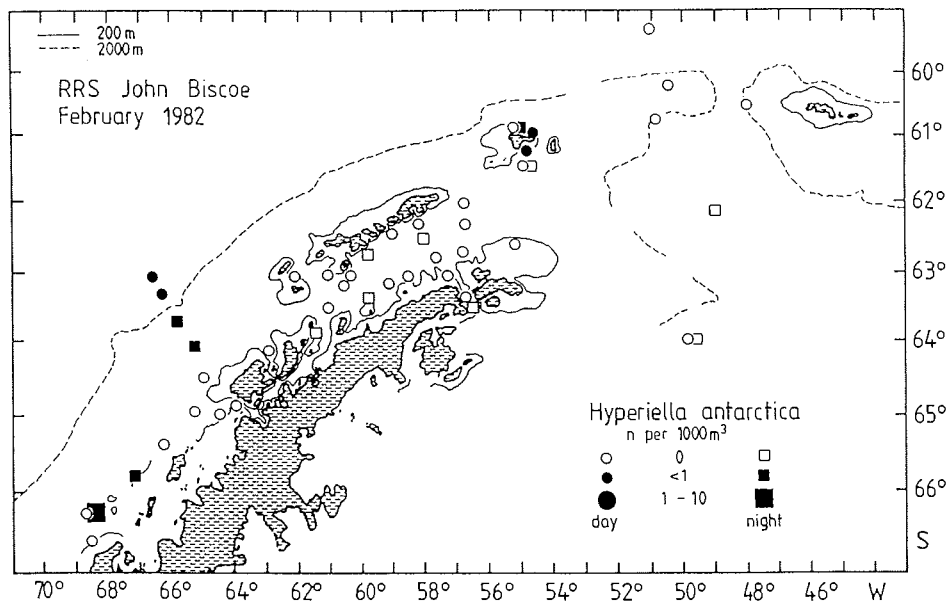 200 m
2000 m
RRS John Biscoe
February 1982
60°
61°
62°
63°
64°
65°
66°
S
Hyperiella antarctica
n per 1000 m³
0
<1
1 – 10
day night
70° 68° 66° 64° 62° 60° 58° 56° 54° 52° 50° 48° 46° W